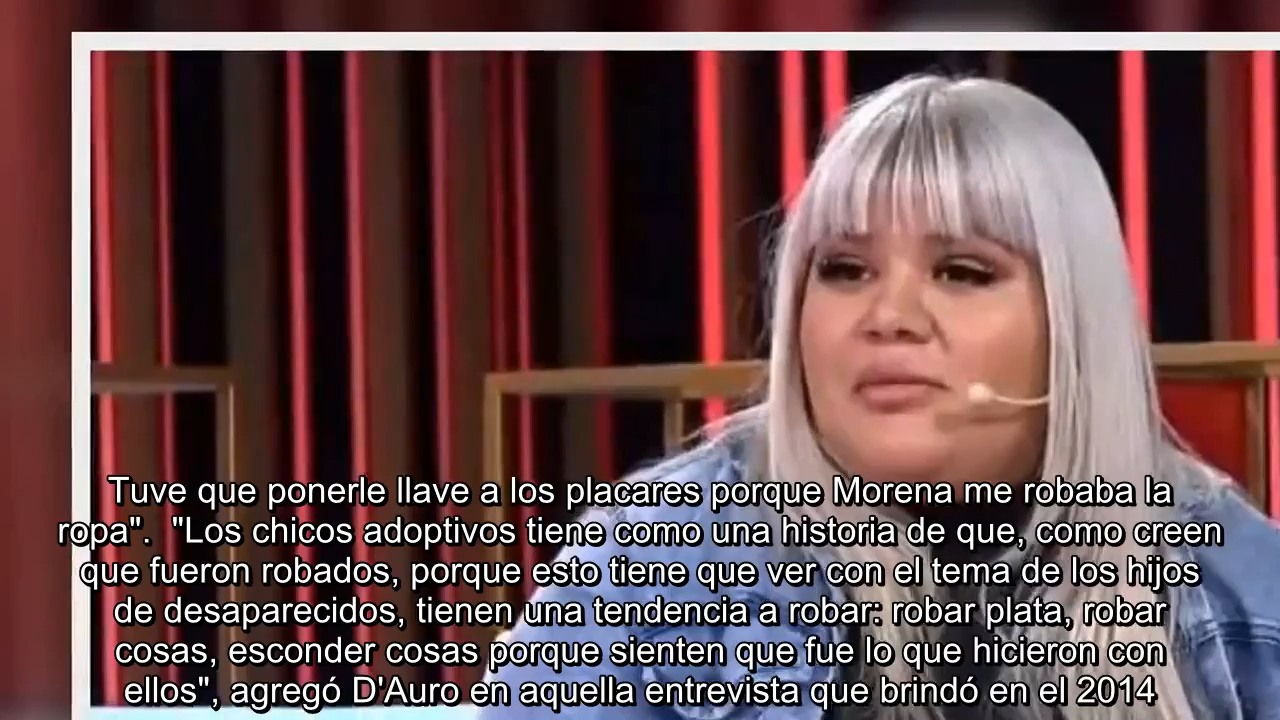 Tuve que ponerle llave a los placares porque Morena me robaba la
ropa".  "Los chicos adoptivos tiene como una historia de que, como creen
que fueron robados, porque esto tiene que ver con el tema de los hijos
de desaparecidos, tienen una tendencia a robar: robar plata, robar
cosas, esconder cosas porque sienten que fue lo que hicieron con
ellos", agregó D'Auro en aquella entrevista que brindó en el 2014